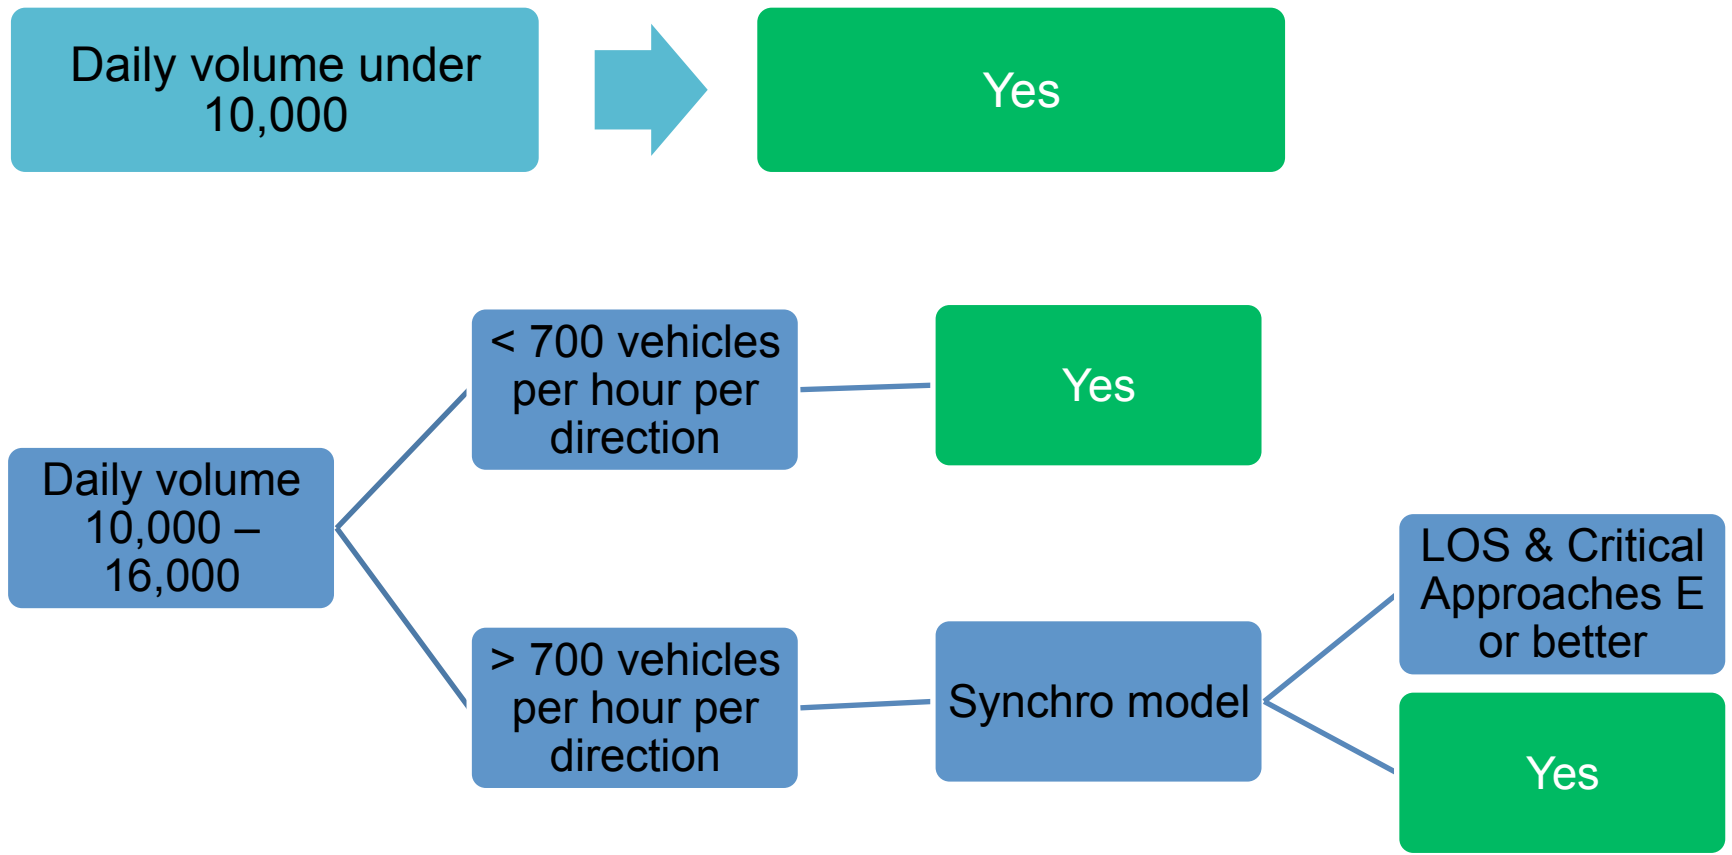 Daily volume under
10,000
Yes
< 700 vehicles
per hour per
direction
Yes
Daily volume
10,000 –
16,000
> 700 vehicles
per hour per
direction
Synchro model
LOS & Critical
Approaches E
or better
Yes